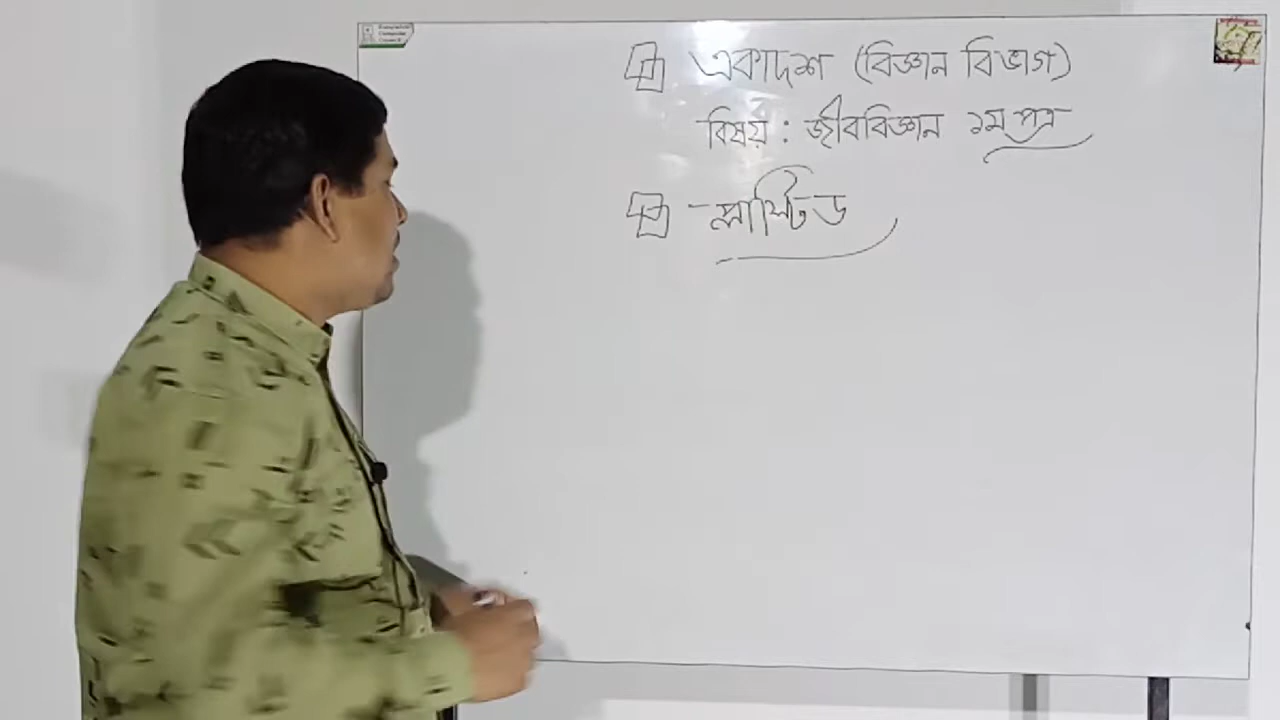 একাদশ (বিজ্ঞান বিভাগ)
বিষয় : জীববিজ্ঞান ১ম পত্র
প্লাস্টিড